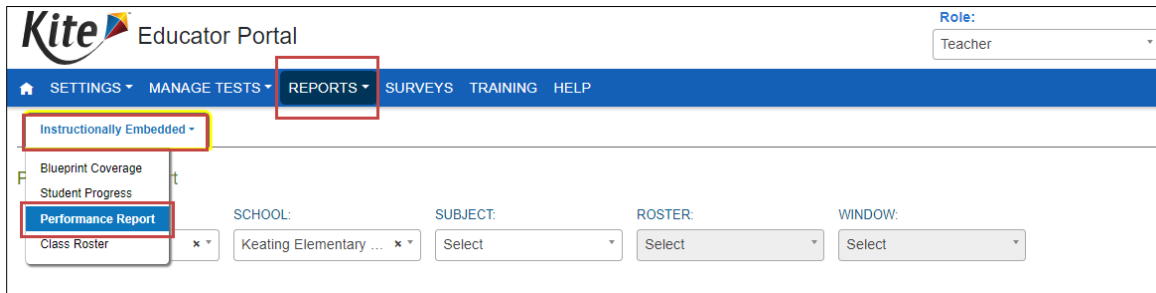 Kite Educator Portal
Role:
Teacher
SETTINGS MANAGE TESTS REPORTS SURVEYS TRAINING HELP
Instructionally Embedded
Blueprint Coverage
Student Progress
Performance Report
Class Roster
SCHOOL: SUBJECT: ROSTER: WINDOW:
Keating Elementary ... × Select Select Select